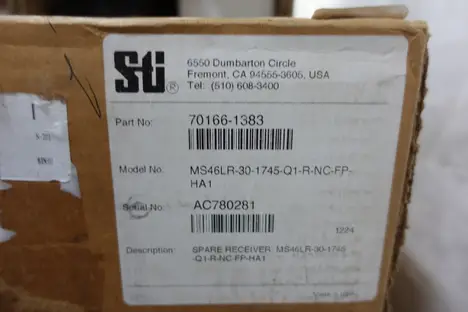 Sti®
6550 Dumbarton Circle
Fremont, CA 94555-3605, USA
Tel: (510) 608-3400
Part No: 70166-1383
Model No. MS46LR-30-1745-Q1-R-NC-FP-
HA1
Serial No. AC780281
1224
Description: SPARE RECEIVER MS46LR-30-1745
-Q1-R-NC-FP-HA1